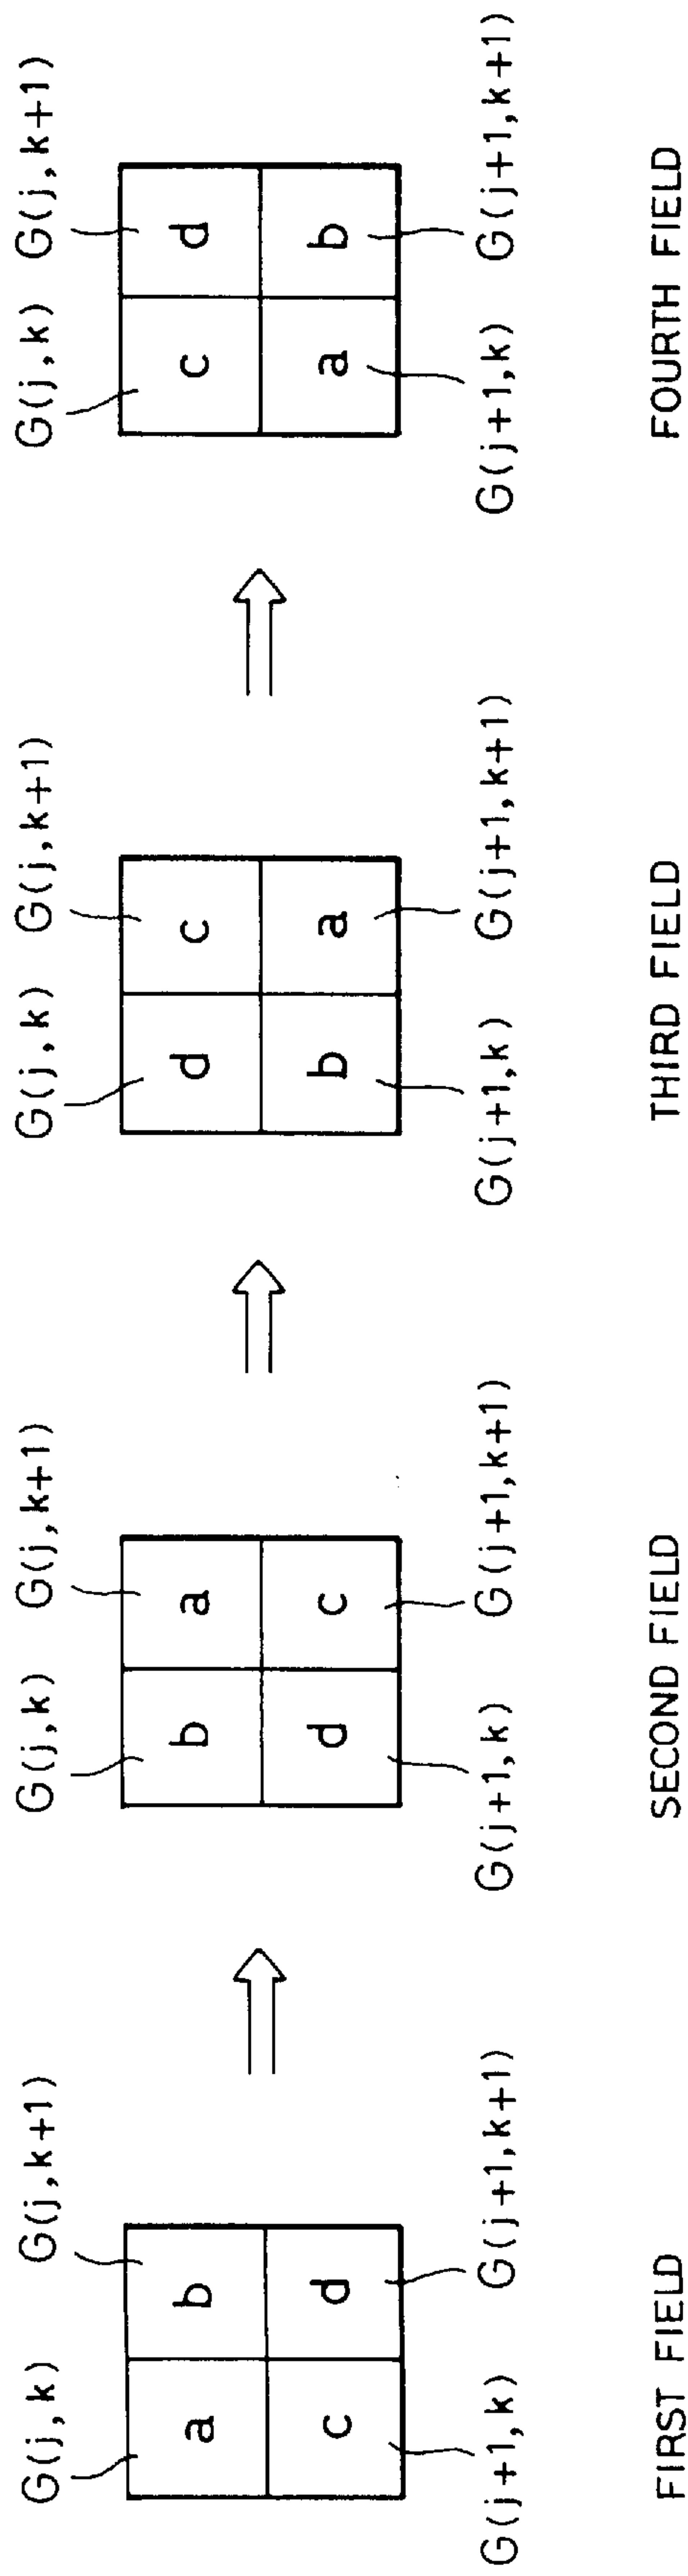 G(j,k) G(j,k+1)
a b
c d
G(j+1,k) G(j+1,k+1)
FIRST FIELD
G(j,k) G(j,k+1)
b a
d c
G(j+1,k) G(j+1,k+1)
SECOND FIELD
G(j,k) G(j,k+1)
d c
b a
G(j+1,k) G(j+1,k+1)
THIRD FIELD
G(j,k) G(j,k+1)
c d
a b
G(j+1,k) G(j+1,k+1)
FOURTH FIELD